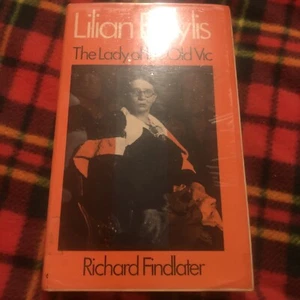 Lilian Baylis
The Lady of the Old Vic
Richard Findlater